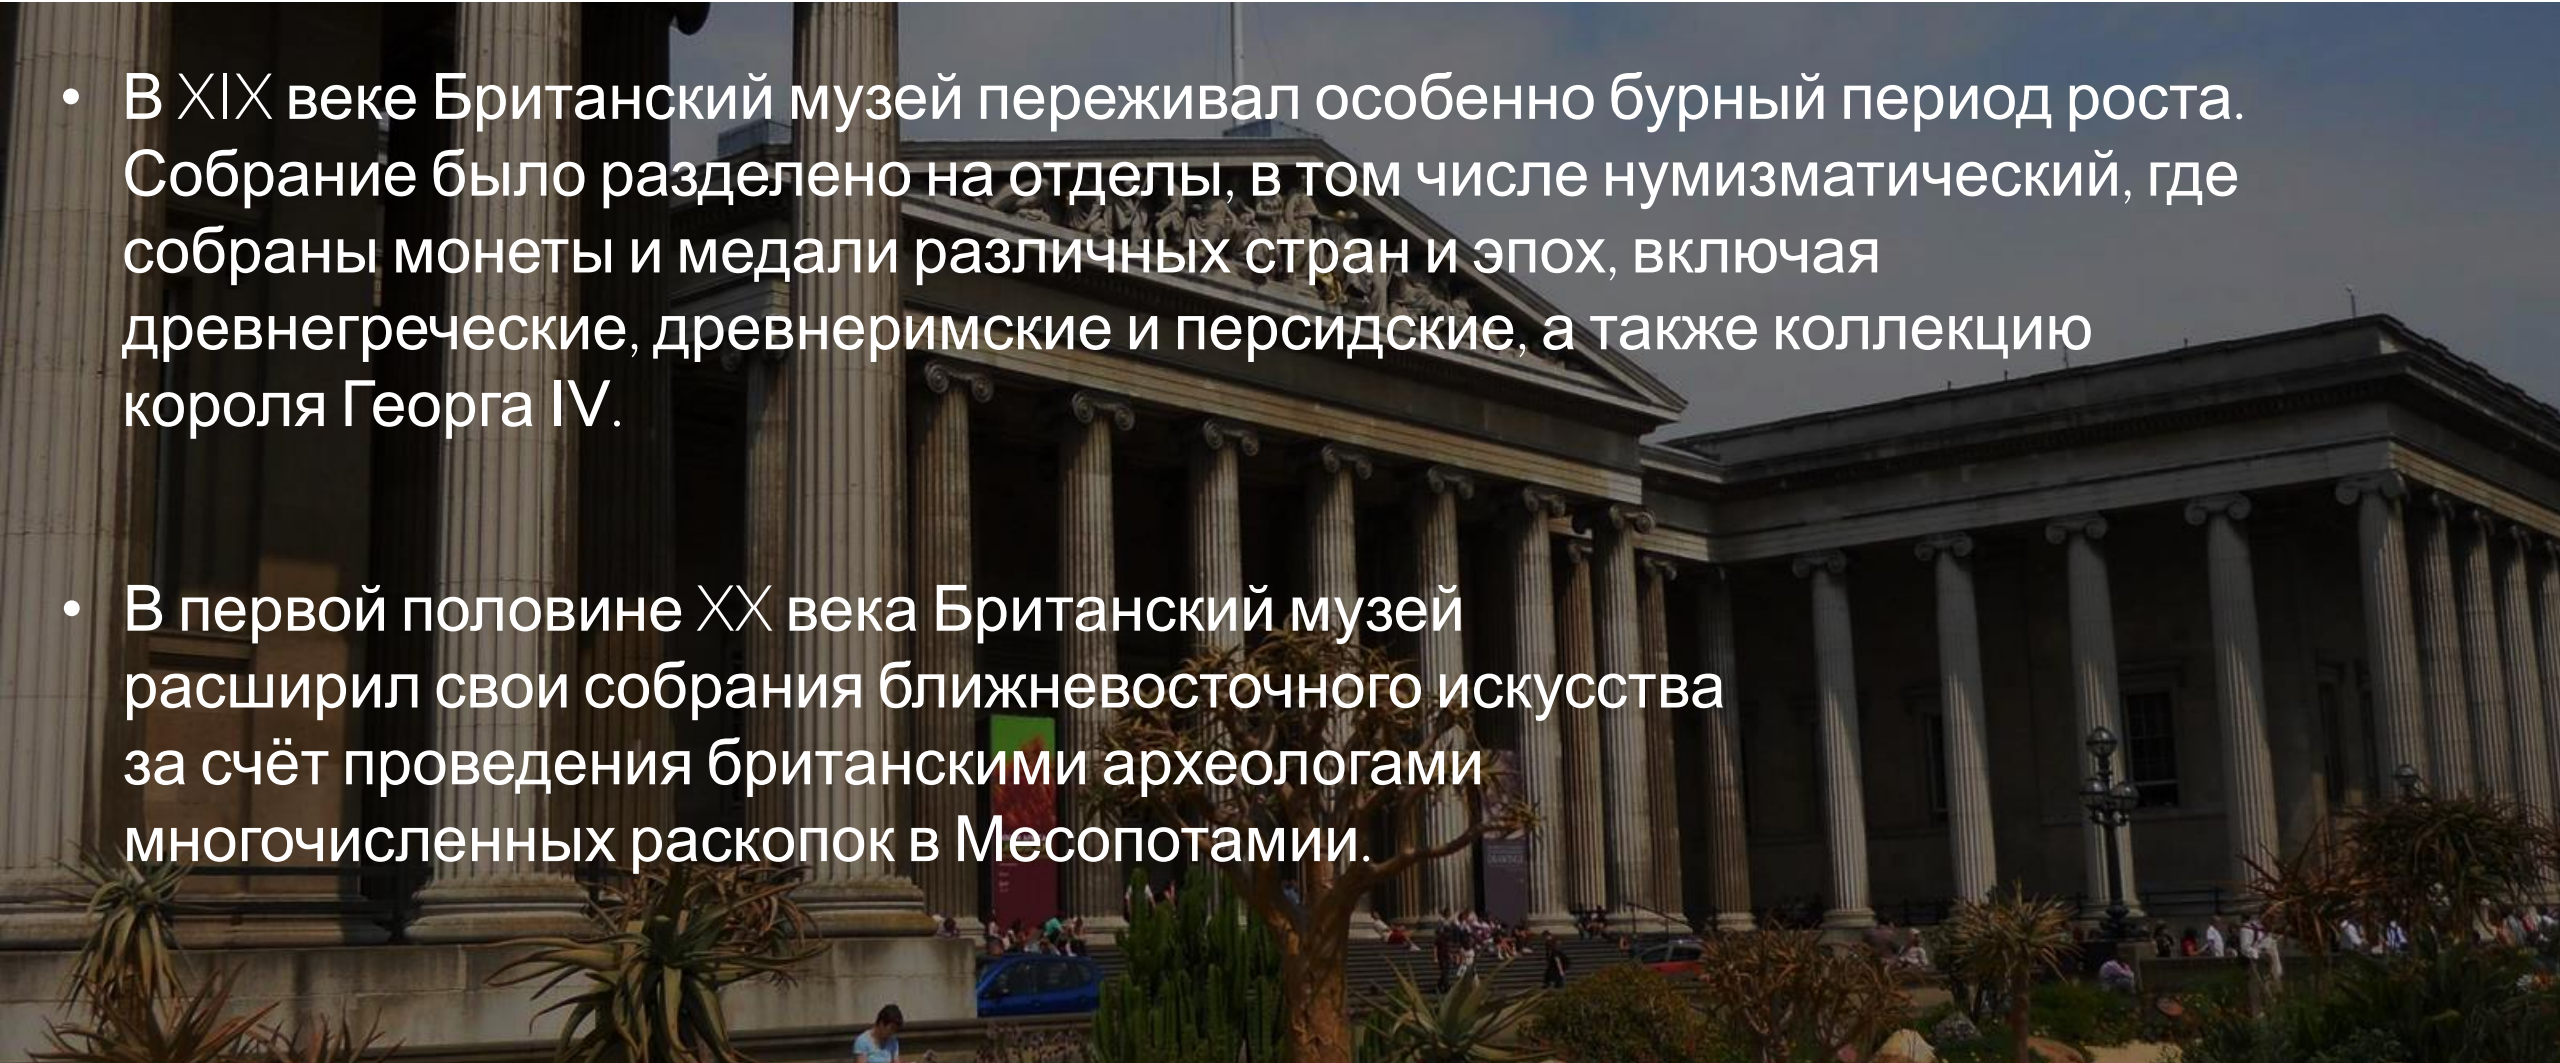 • В XIX веке Британский музей переживал особенно бурный период роста.
Собрание было разделено на отделы, в том числе нумизматический, где
собраны монеты и медали различных стран и эпох, включая
древнегреческие, древнеримские и персидские, а также коллекцию
короля Георга IV.
• В первой половине XX века Британский музей
расширил свои собрания ближневосточного искусства
за счёт проведения британскими археологами
многочисленных раскопок в Месопотамии.